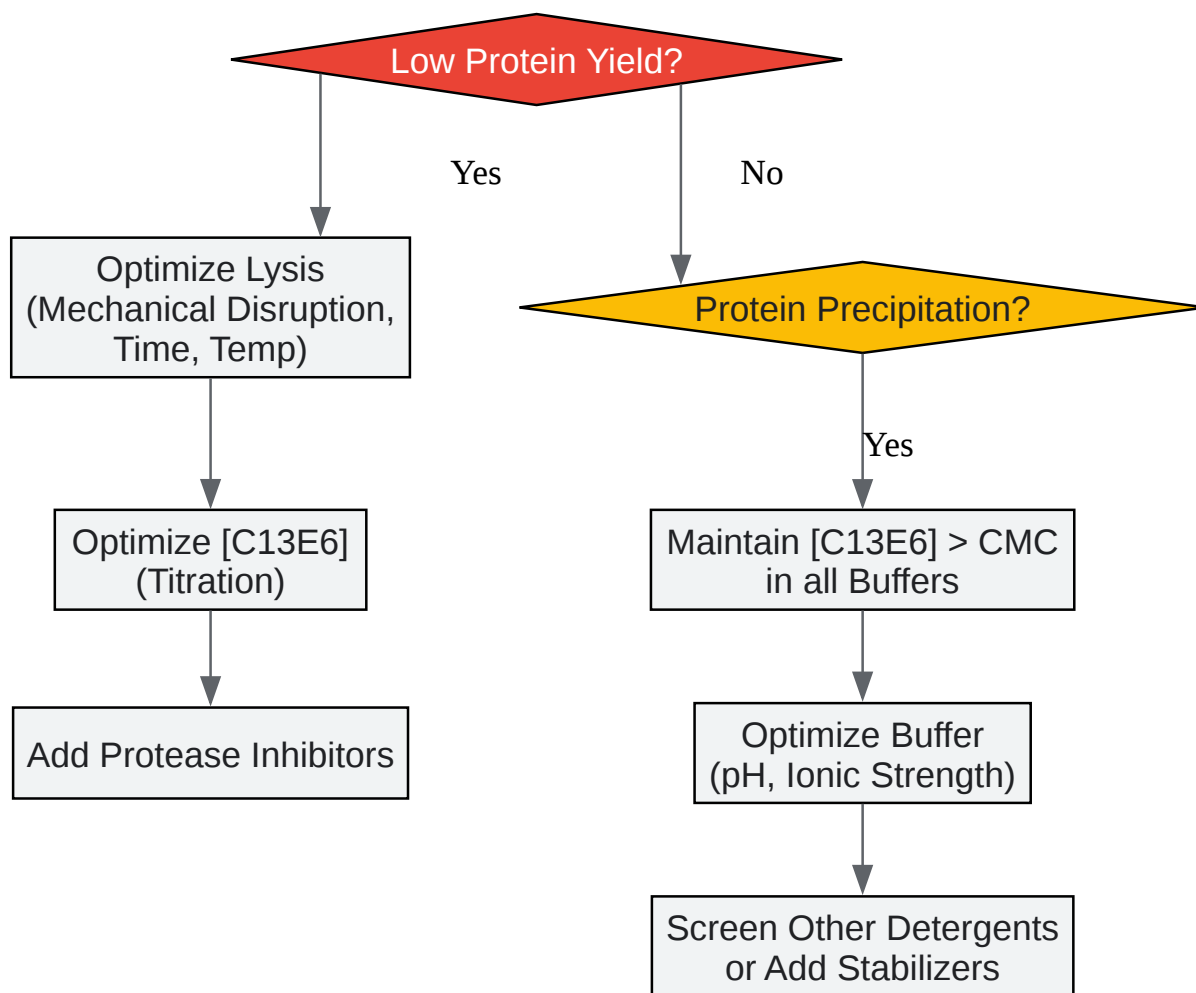 Low Protein Yield?
Yes
No
Optimize Lysis
(Mechanical Disruption,
Time, Temp)
Protein Precipitation?
Yes
Optimize [C13E6]
(Titration)
Maintain [C13E6] > CMC
in all Buffers
Add Protease Inhibitors
Optimize Buffer
(pH, Ionic Strength)
Screen Other Detergents
or Add Stabilizers